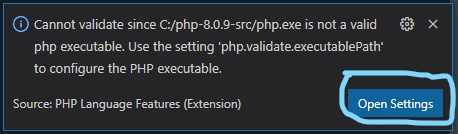 Cannot validate since C:/php-8.0.9-src/php.exe is not a valid
php executable. Use the setting 'php.validate.executablePath'
to configure the PHP executable.
Source: PHP Language Features (Extension)
Open Settings